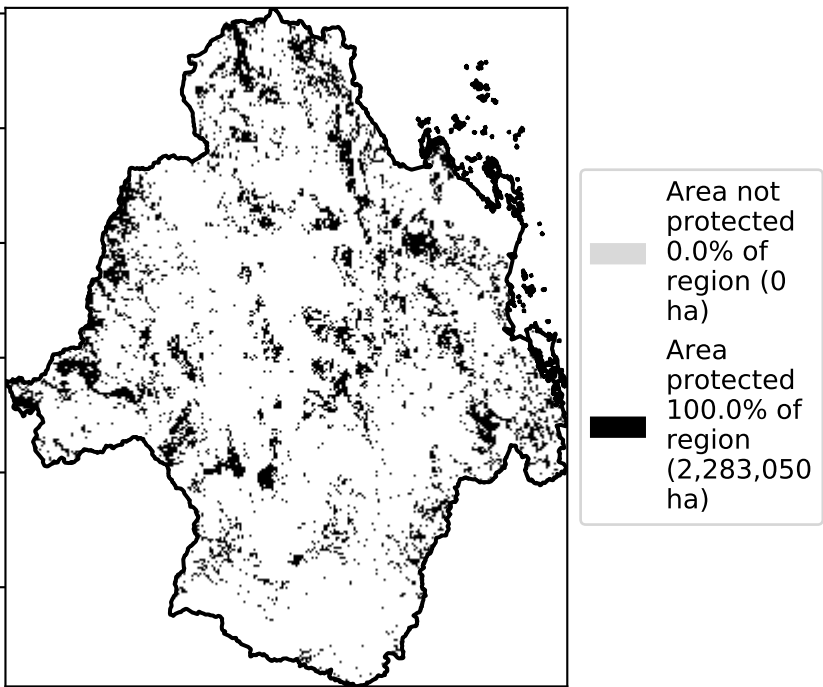 Area not
protected
0.0% of
region (0
ha)
Area
protected
100.0% of
region
(2,283,050
ha)